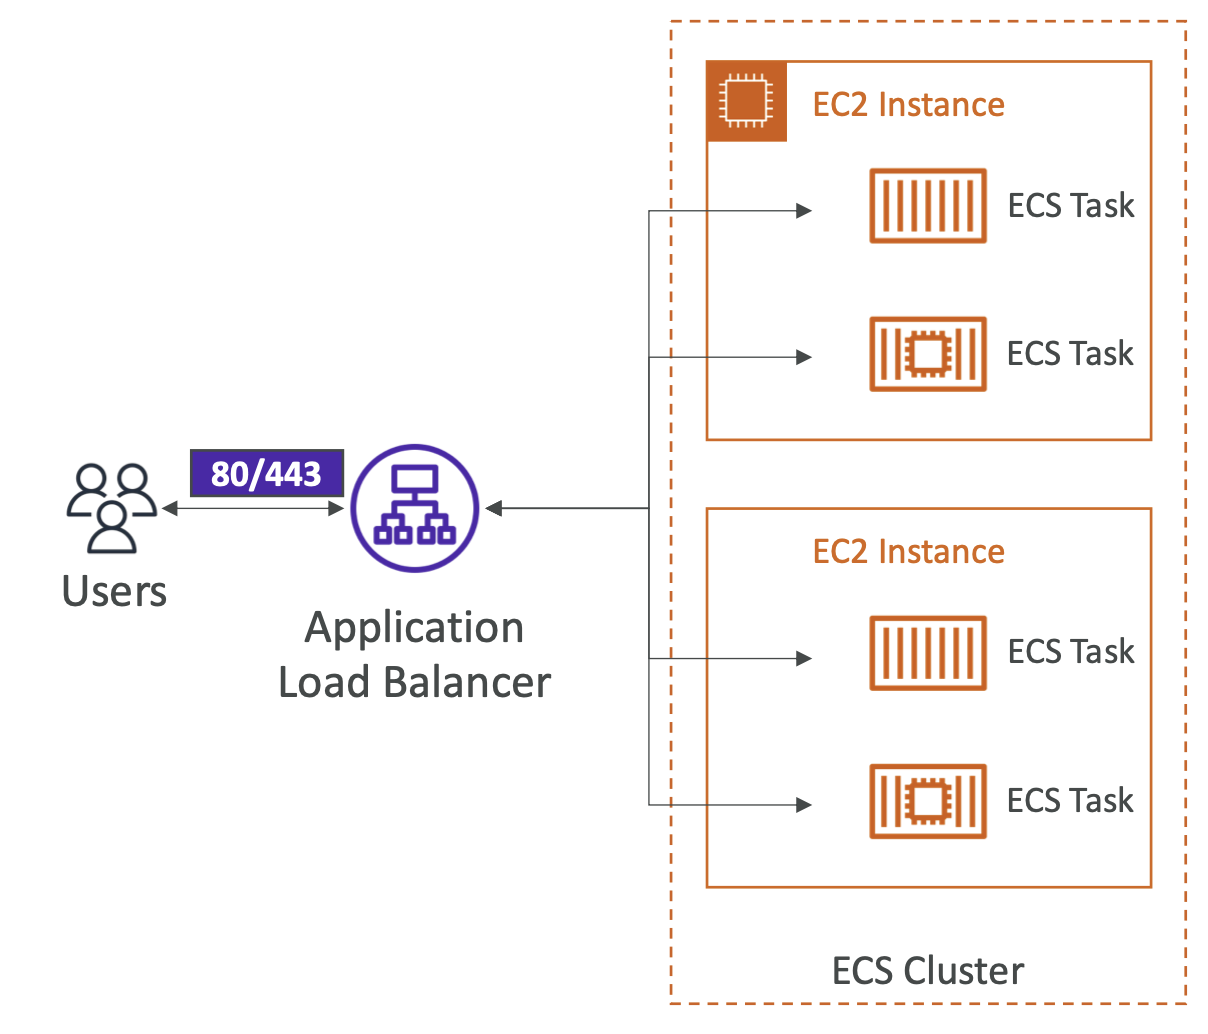 EC2 Instance
ECS Task
ECS Task
80/443
Users
Application
Load Balancer
EC2 Instance
ECS Task
ECS Task
ECS Cluster